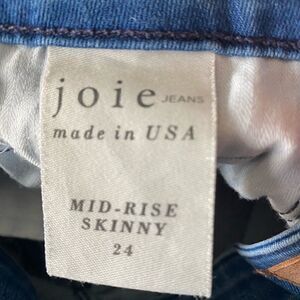 joie JEANS
made in USA
MID-RISE
SKINNY
24